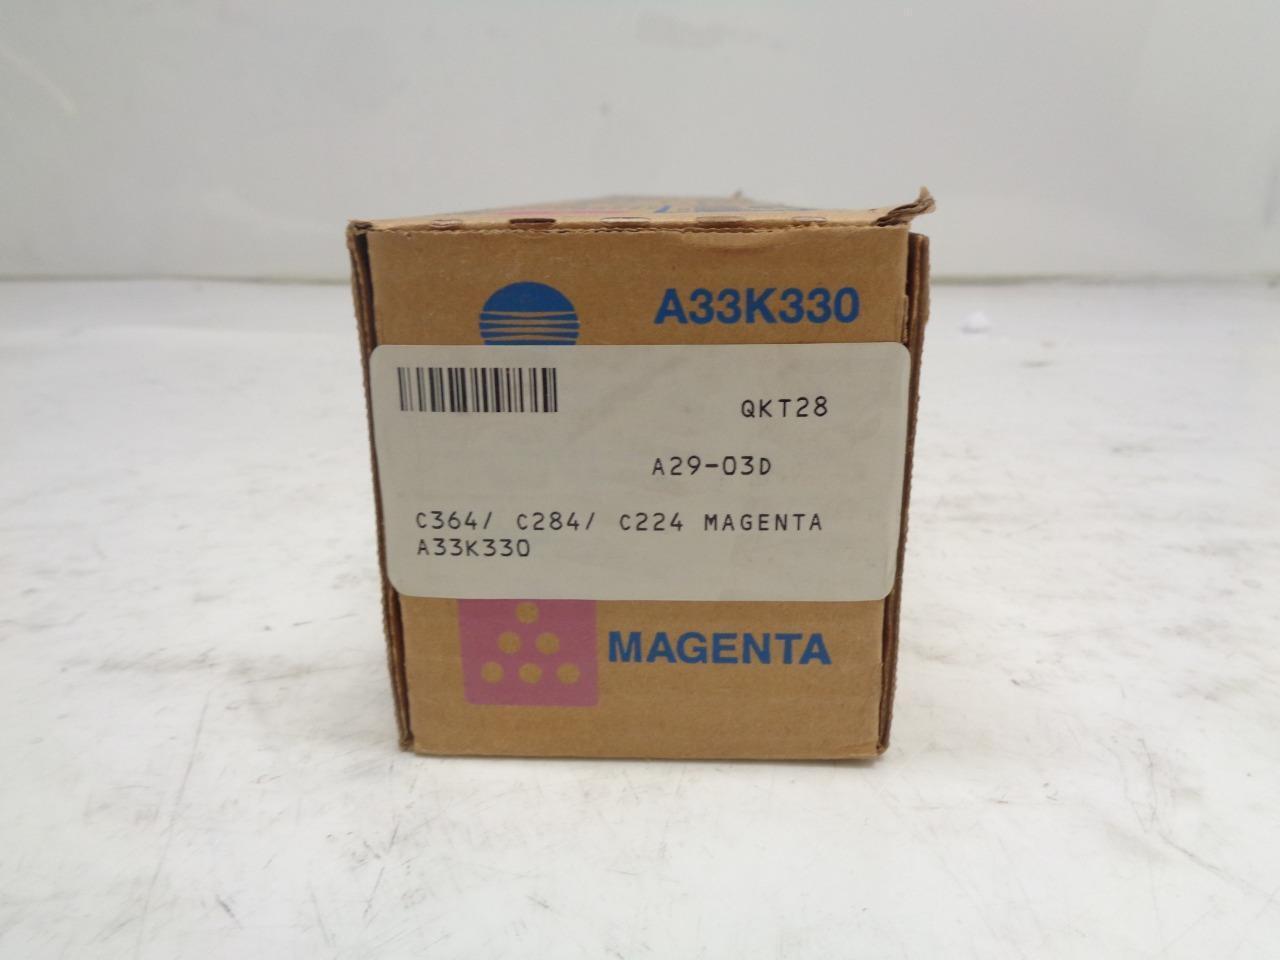 A33K330
QKT28
A29-03D
C364/ C284/ C224 MAGENTA
A33K330
MAGENTA